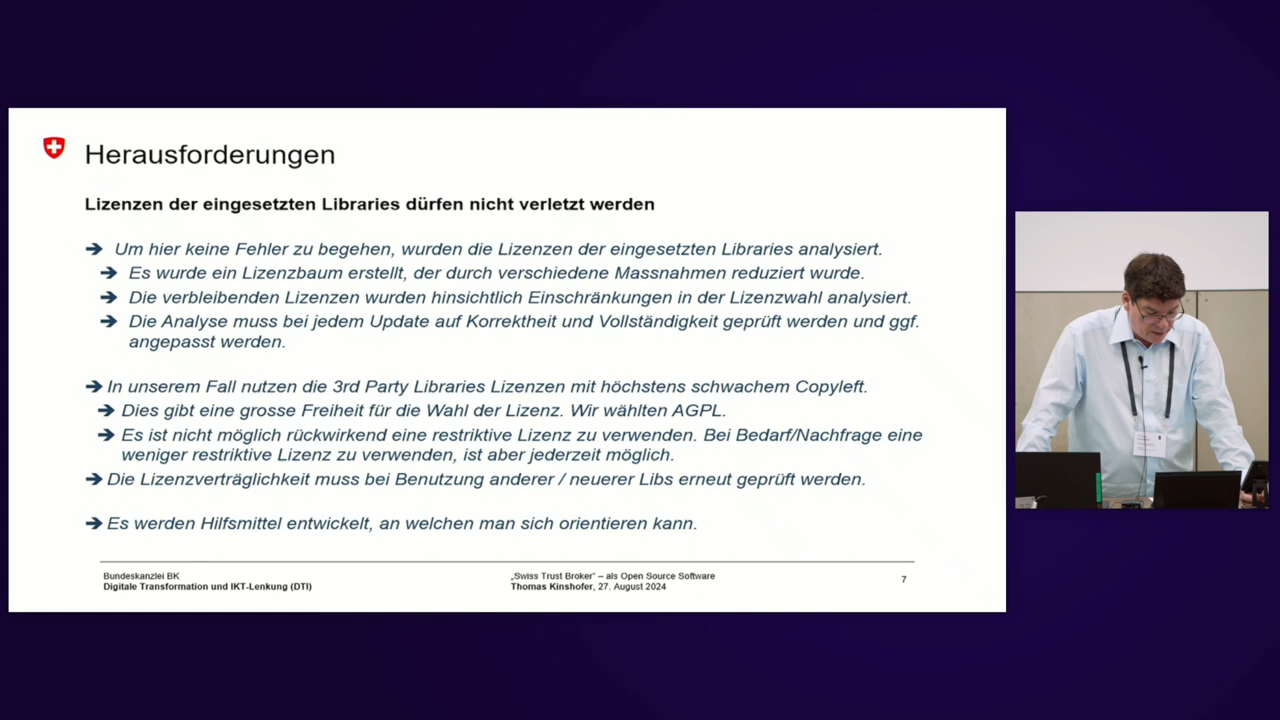 Herausforderungen
Lizenzen der eingesetzten Libraries dürfen nicht verletzt werden
➔ Um hier keine Fehler zu begehen, wurden die Lizenzen der eingesetzten Libraries analysiert.
➔ Es wurde ein Lizenzbaum erstellt, der durch verschiedene Massnahmen reduziert wurde.
➔ Die verbleibenden Lizenzen wurden hinsichtlich Einschränkungen in der Lizenzwahl analysiert.
➔ Die Analyse muss bei jedem Update auf Korrektheit und Vollständigkeit geprüft werden und ggf.
angepasst werden.
➔ In unserem Fall nutzen die 3rd Party Libraries Lizenzen mit höchstens schwachem Copyleft.
➔ Dies gibt eine grosse Freiheit für die Wahl der Lizenz. Wir wählten AGPL.
➔ Es ist nicht möglich rückwirkend eine restriktive Lizenz zu verwenden. Bei Bedarf/Nachfrage eine
weniger restriktive Lizenz zu verwenden, ist aber jederzeit möglich.
➔ Die Lizenzverträglichkeit muss bei Benutzung anderer / neuerer Libs erneut geprüft werden.
➔ Es werden Hilfsmittel entwickelt, an welchen man sich orientieren kann.
Bundeskanzlei BK
Digitale Transformation und IKT-Lenkung (DTI)
„Swiss Trust Broker" – als Open Source Software
Thomas Kinshofer, 27. August 2024
7